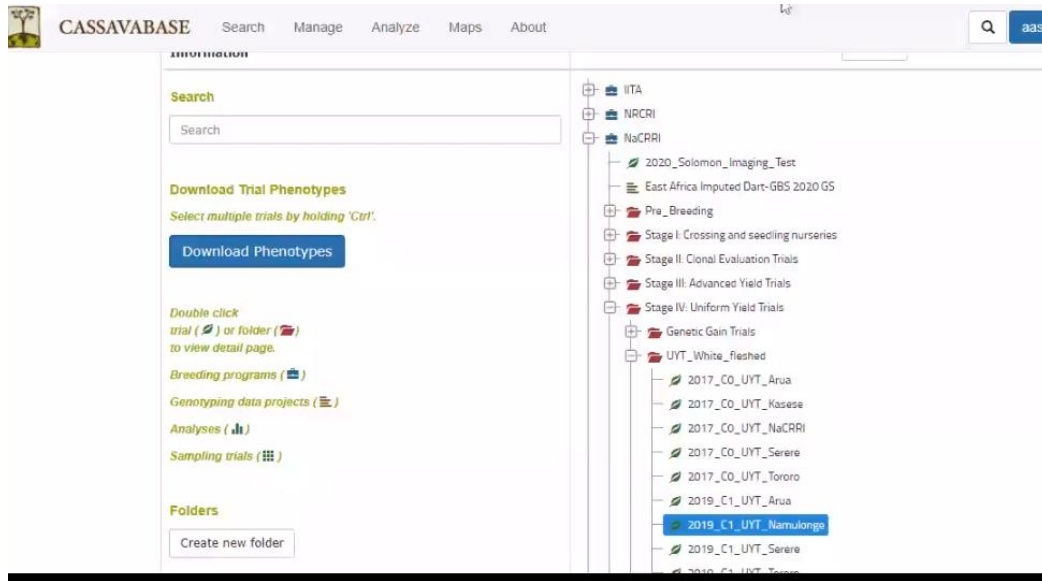 CASSAVABASE Search Manage Analyze Maps About aas
Information
Search
Search
Download Trial Phenotypes
Select multiple trials by holding 'Ctrl'.
Download Phenotypes
Double click
trial ( ) or folder ( )
to view detail page.
Breeding programs ( )
Genotyping data projects ( )
Analyses ( )
Sampling trials ( )
Folders
Create new folder
IITA
NRCRI
NaCRRI
2020_Solomon_Imaging_Test
East Africa Imputed Dart-GBS 2020 GS
Pre_Breeding
Stage I: Crossing and seedling nurseries
Stage II: Clonal Evaluation Trials
Stage III: Advanced Yield Trials
Stage IV: Uniform Yield Trials
Genetic Gain Trials
UYT_White_fleshed
2017_C0_UYT_Arua
2017_C0_UYT_Kasese
2017_C0_UYT_NaCRRI
2017_C0_UYT_Serere
2017_C0_UYT_Tororo
2019_C1_UYT_Arua
2019_C1_UYT_Namulonge
2019_C1_UYT_Serere
2019_C1_UYT_Tororo